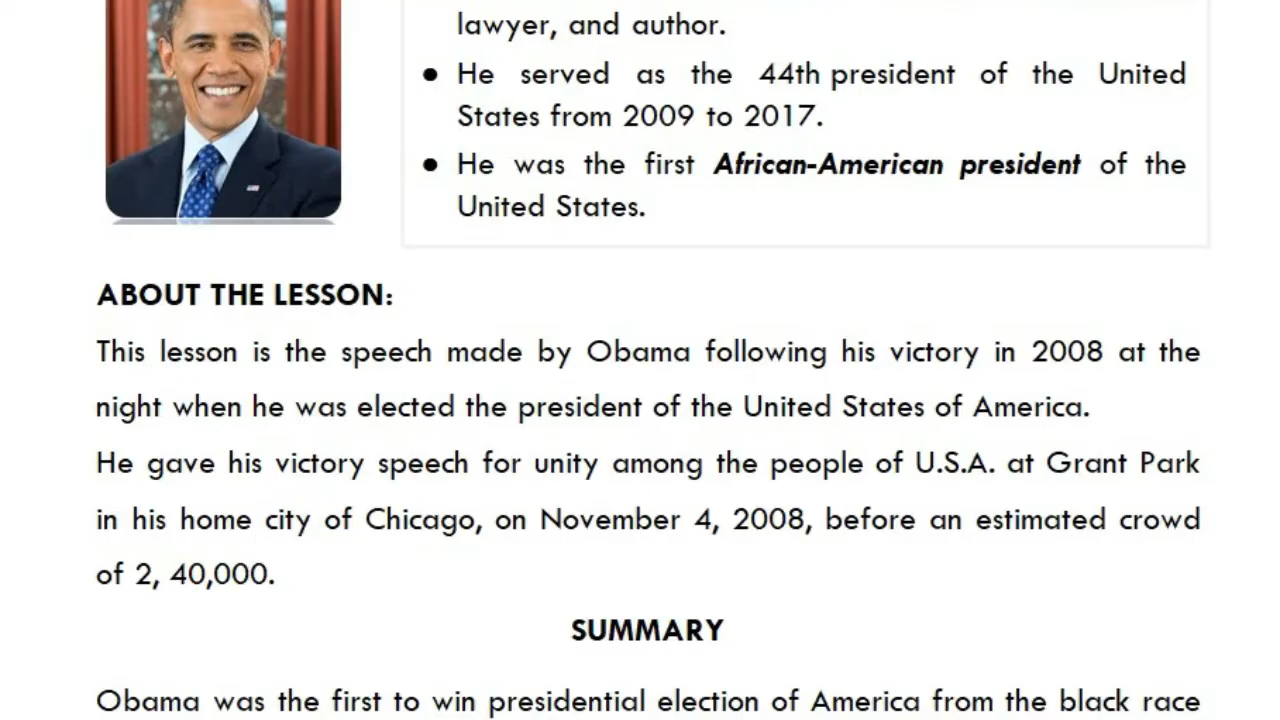 lawyer, and author.
● He served as the 44th president of the United
States from 2009 to 2017.
● He was the first African-American president of the
United States.
ABOUT THE LESSON:
This lesson is the speech made by Obama following his victory in 2008 at the
night when he was elected the president of the United States of America.
He gave his victory speech for unity among the people of U.S.A. at Grant Park
in his home city of Chicago, on November 4, 2008, before an estimated crowd
of 2, 40,000.
SUMMARY
Obama was the first to win presidential election of America from the black race